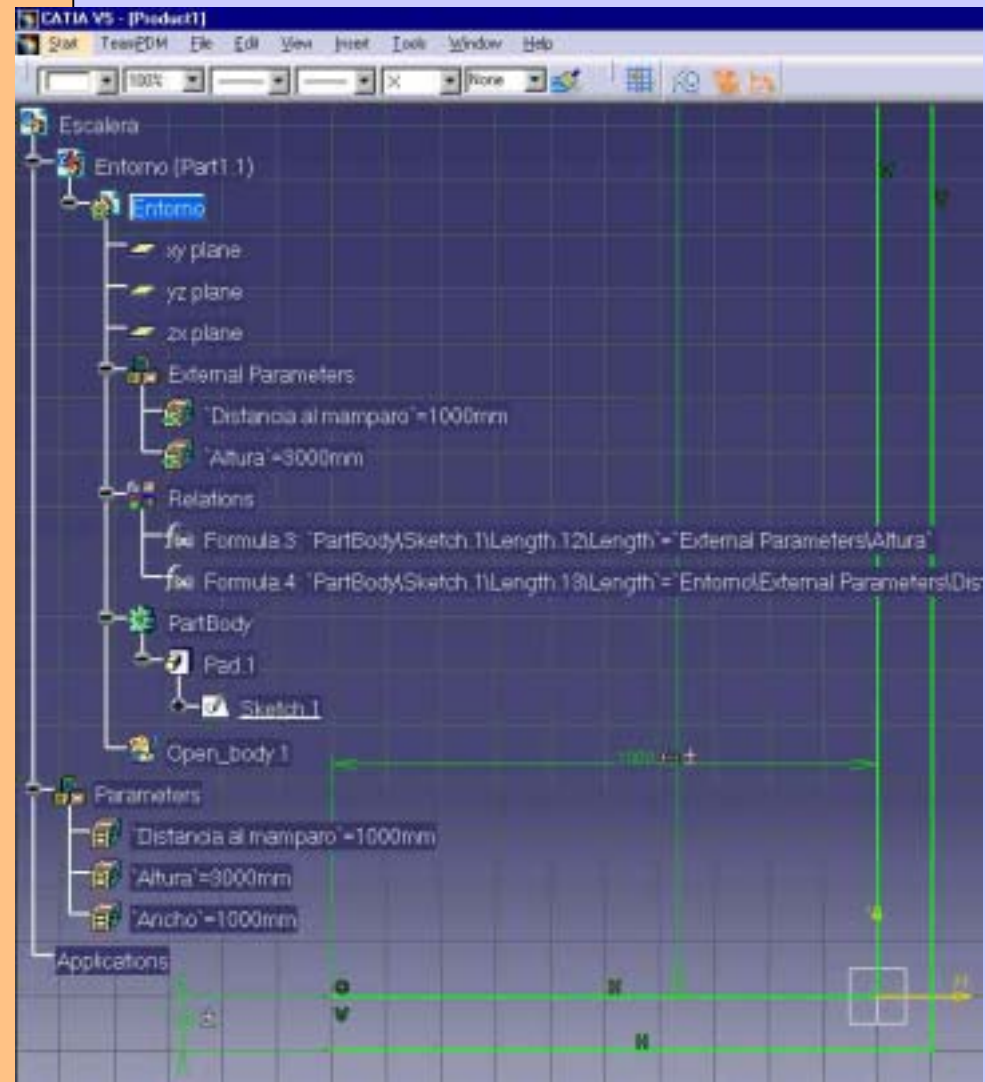 CATIA V5 - [Product1]
Start TeamPDM File Edit View Insert Tools Window Help
100% None
Escalera
Entorno (Part1.1)
Entorno
xy plane
yz plane
zx plane
External Parameters
`Distancia al mamparo`=1000mm
`Altura`=3000mm
Relations
Formula.3: `PartBody\Sketch.1\Length.12\Length`=`External Parameters\Altura`
Formula.4: `PartBody\Sketch.1\Length.13\Length`=`Entorno\External Parameters\Dis
PartBody
Pad.1
Sketch.1
Open_body.1
1000
Parameters
`Distancia al mamparo`=1000mm
`Altura`=3000mm
`Ancho`=1000mm
Applications
H
V
H
H
V